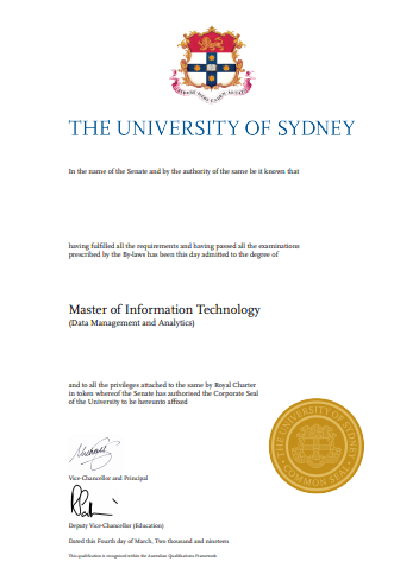 THE UNIVERSITY OF SYDNEY
In the name of the Senate and by the authority of the same be it known that
having fulfilled all the requirements and having passed all the examinations
prescribed by the By-laws has been this day admitted to the degree of
Master of Information Technology
(Data Management and Analytics)
and to all the privileges attached to the same by Royal Charter
in token whereof the Senate has authorised the Corporate Seal
of the University to be hereunto affixed
THE UNIVERSITY OF SYDNEY
COMMON SEAL
Vice-Chancellor and Principal
Deputy Vice-Chancellor (Education)
Dated this Fourth day of March, Two thousand and nineteen
This qualification is recognised within the Australian Qualifications Framework